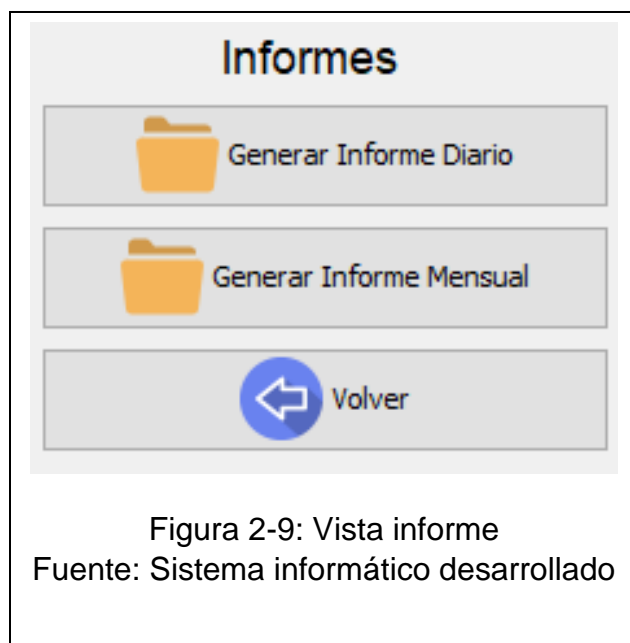 Informes
Generar Informe Diario
Generar Informe Mensual
Volver
Figura 2-9: Vista informe
Fuente: Sistema informático desarrollado